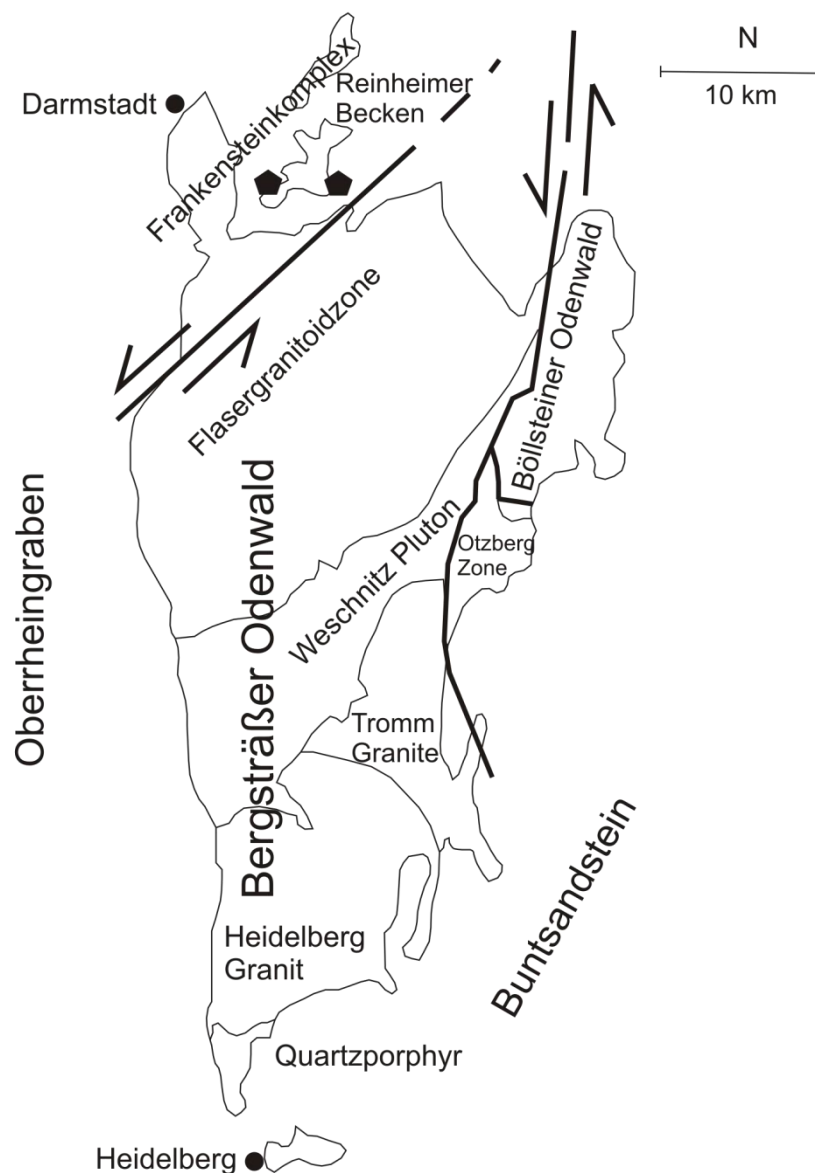 N
10 km
Darmstadt
Frankensteinkomplex
Reinheimer
Becken
Flasergranitoidzone
Böllsteiner Odenwald
Oberrheingraben
Bergsträßer Odenwald
Weschnitz Pluton
Otzberg
Zone
Tromm
Granite
Buntsandstein
Heidelberg
Granit
Quartzporphyr
Heidelberg